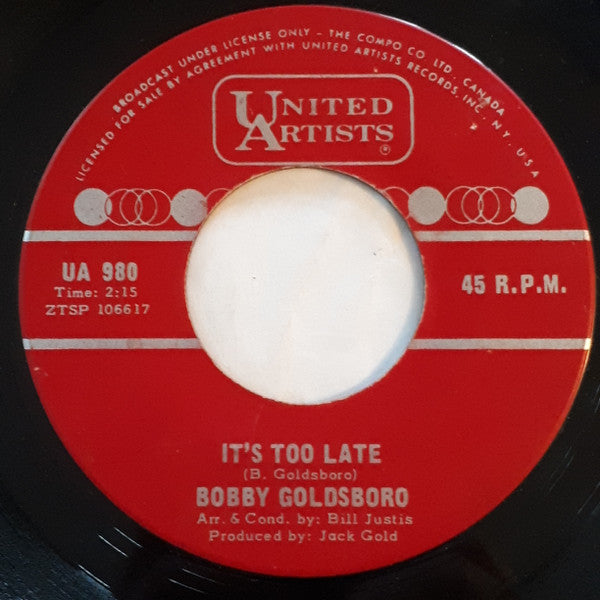 BROADCAST UNDER LICENSE ONLY - THE COMPO CO. LTD. CANADA
LICENSED FOR SALE BY AGREEMENT WITH UNITED ARTISTS RECORDS, INC. N.Y. U.S.A
UNITED
ARTISTS ®
UA 980
Time: 2:15
ZTSP 106617
45 R.P.M.
IT'S TOO LATE
(B. Goldsboro)
BOBBY GOLDSBORO
Arr. & Cond. by: Bill Justis
Produced by: Jack Gold